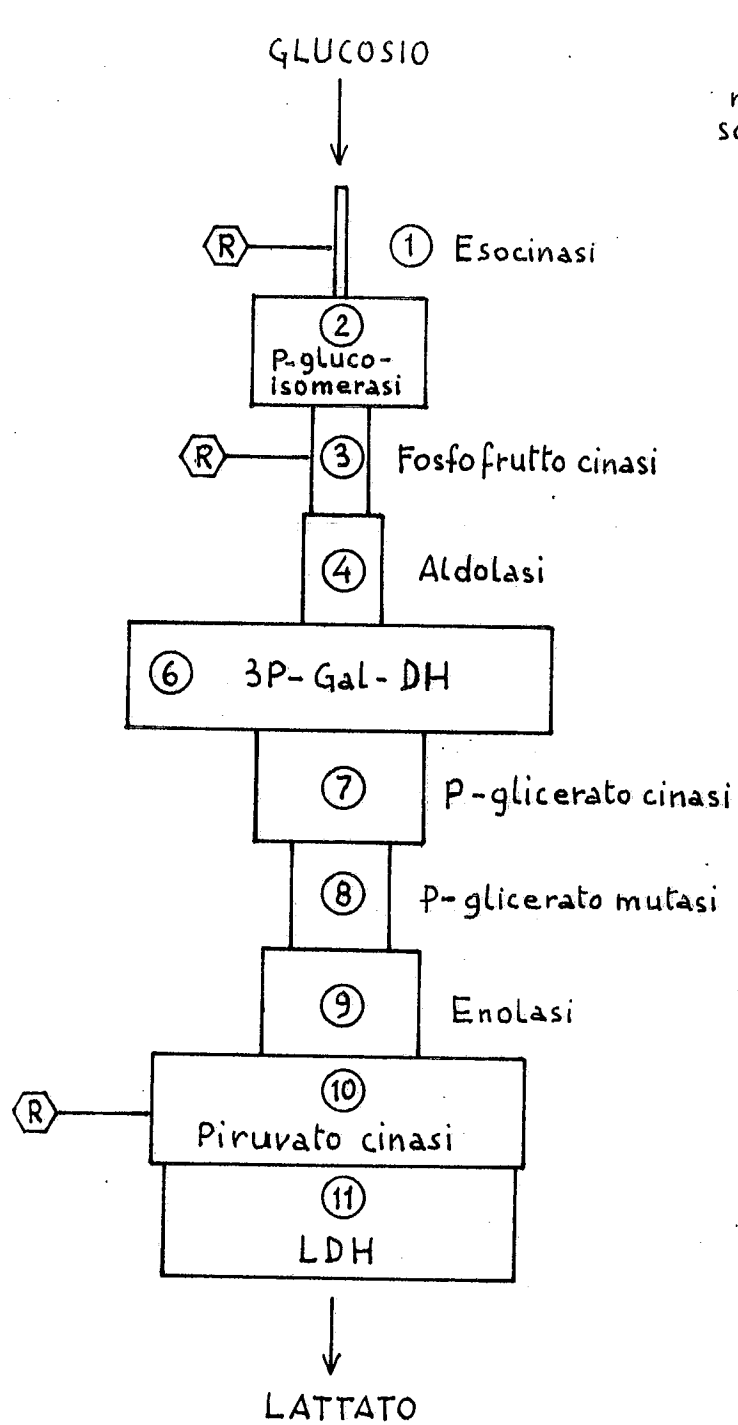 GLUCOSIO
R
① Esocinasi
②
P-gluco-
isomerasi
R
③ Fosfofrutto cinasi
④ Aldolasi
⑥ 3P-Gal-DH
⑦ P-glicerato cinasi
⑧ P-glicerato mutasi
⑨ Enolasi
⑩
R
Piruvato cinasi
⑪
LDH
LATTATO